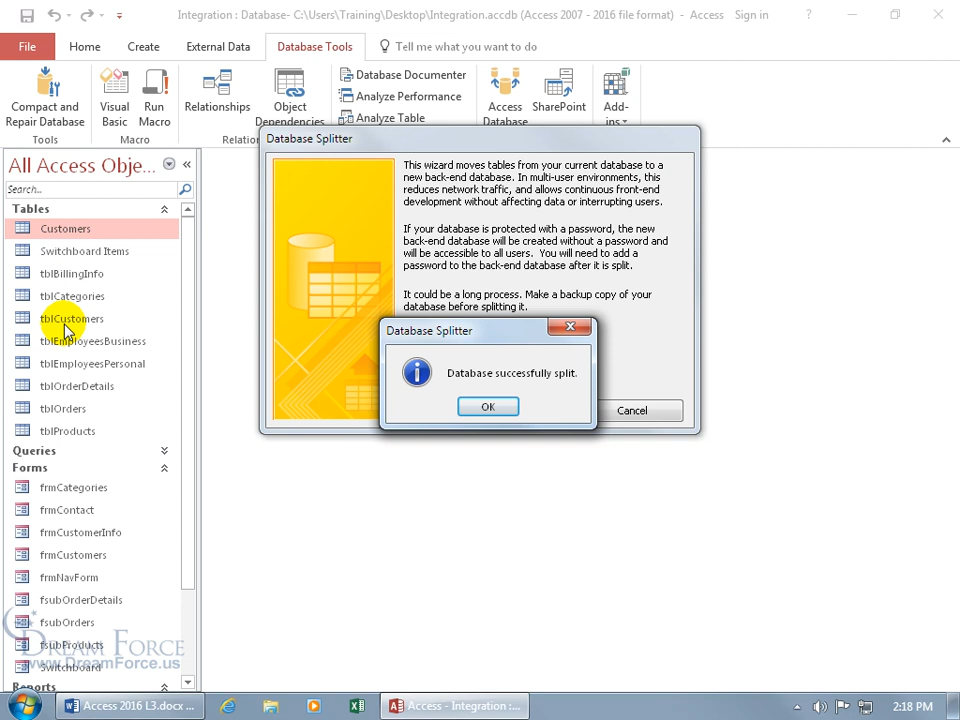 Integration : Database- C:\Users\Training\Desktop\Integration.accdb (Access 2007 - 2016 file format) - Access Sign in ?
File Home Create External Data Database Tools Tell me what you want to do
Compact and Repair Database
Visual Basic
Run Macro
Relationships
Object Dependencies
Database Documenter
Analyze Performance
Analyze Table
Access Database
SharePoint
Add-ins
Tools Macro Relatio
All Access Obje...
Search...
Tables
Customers
Switchboard Items
tblBillingInfo
tblCategories
tblCustomers
tblEmployeesBusiness
tblEmployeesPersonal
tblOrderDetails
tblOrders
tblProducts
Queries
Forms
frmCategories
frmContact
frmCustomerInfo
frmCustomers
frmNavForm
fsubOrderDetails
fsubOrders
fsubProducts
Switchboard
Reports
DREAM FORCE
www.DreamForce.us
Database Splitter
This wizard moves tables from your current database to a
new back-end database. In multi-user environments, this
reduces network traffic, and allows continuous front-end
development without affecting data or interrupting users.
If your database is protected with a password, the new
back-end database will be created without a password and
will be accessible to all users. You will need to add a
password to the back-end database after it is split.
It could be a long process. Make a backup copy of your
database before splitting it.
Cancel
Database Splitter
Database successfully split.
OK
Access 2016 L3.docx ...
Access - Integration :...
2:18 PM